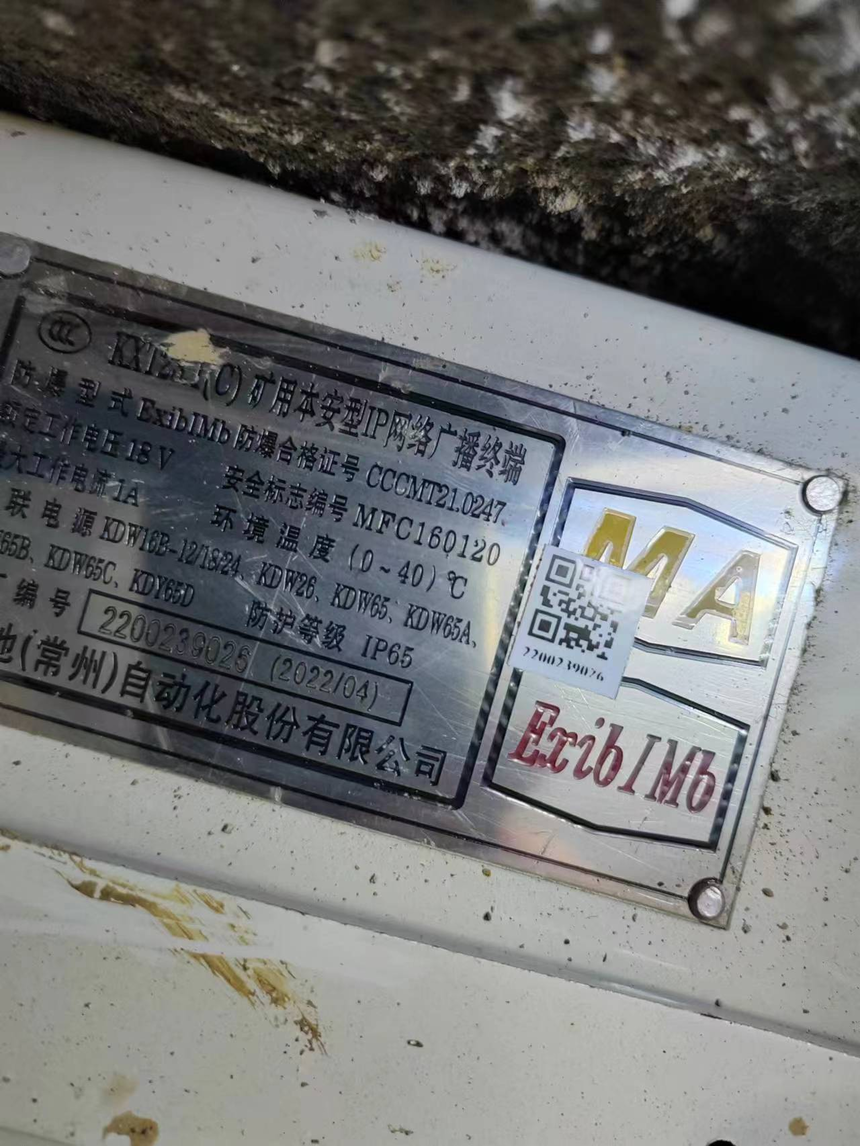 CCC
(C) 矿用本安型IP网络广播终端
防爆型式 ExibIMb 防爆合格证号 CCCMT21.0247
额定工作电压 18 V 安全标志编号 MFC160120
大工作电流 1A 环境温度 (0~40) ℃
联电源 KDW16B-12/18/24、KDW26、KDW65、KDW65A、
65B、KDW65C、KDY65D 防护等级 IP65
编号 2200239026 (2022/04)
(常州)自动化股份有限公司
MA
2200239026
ExibIMb